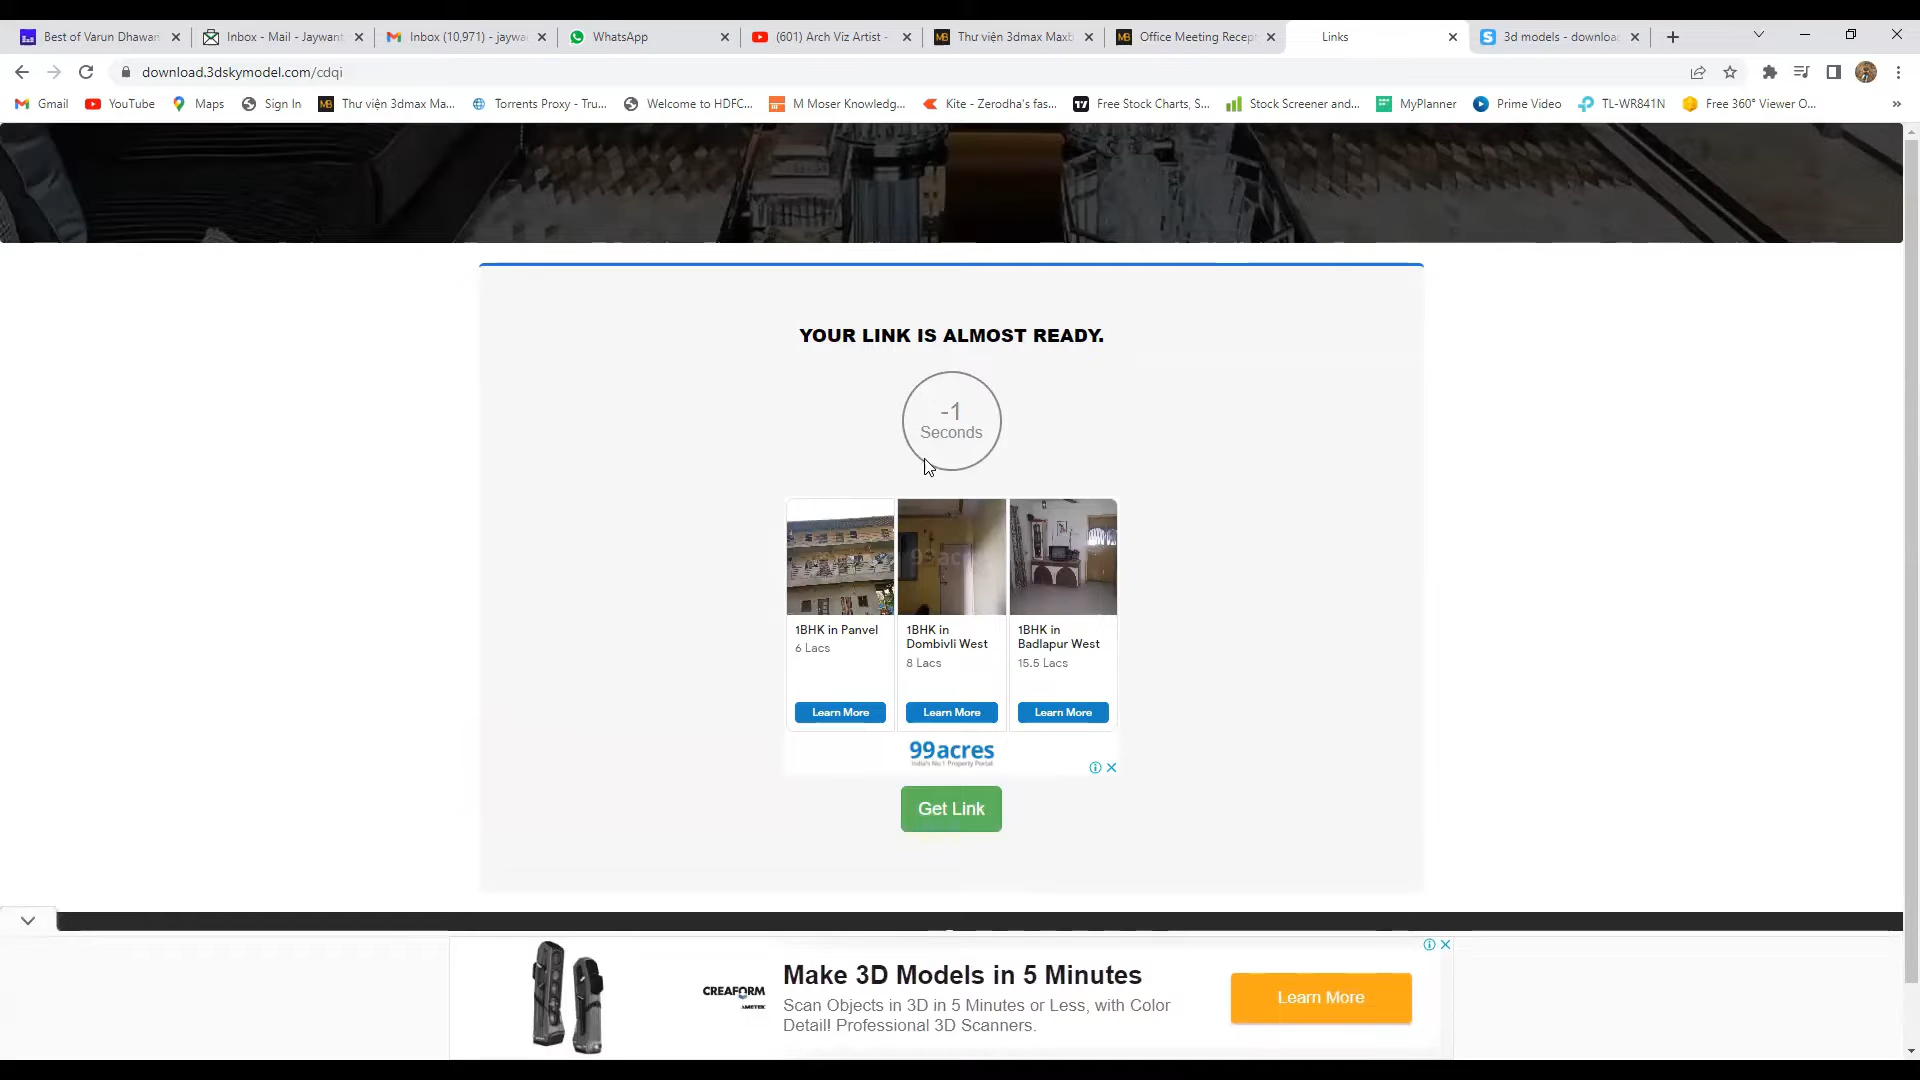 Best of Varun Dhawan
Inbox - Mail - Jaywant
Inbox (10,971) - jaywa
WhatsApp
(601) Arch Viz Artist -
Thư viện 3dmax Maxb
Office Meeting Recept
Links
3d models - download
download.3dskymodel.com/cdqi
Gmail
YouTube
Maps
Sign In
Thư viện 3dmax Ma...
Torrents Proxy - Tru...
Welcome to HDFC...
M Moser Knowledg...
Kite - Zerodha's fas...
Free Stock Charts, S...
Stock Screener and...
MyPlanner
Prime Video
TL-WR841N
Free 360° Viewer O...
YOUR LINK IS ALMOST READY.
-1
Seconds
1BHK in Panvel
6 Lacs
Learn More
1BHK in
Dombivli West
8 Lacs
Learn More
1BHK in
Badlapur West
15.5 Lacs
Learn More
99acres
India's No.1 Property Portal
Get Link
CREAFORM
AMETEK
Make 3D Models in 5 Minutes
Scan Objects in 3D in 5 Minutes or Less, with Color
Detail! Professional 3D Scanners.
Learn More